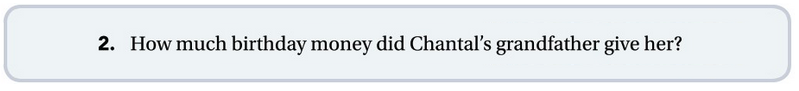 2. How much birthday money did Chantal’s grandfather give her?